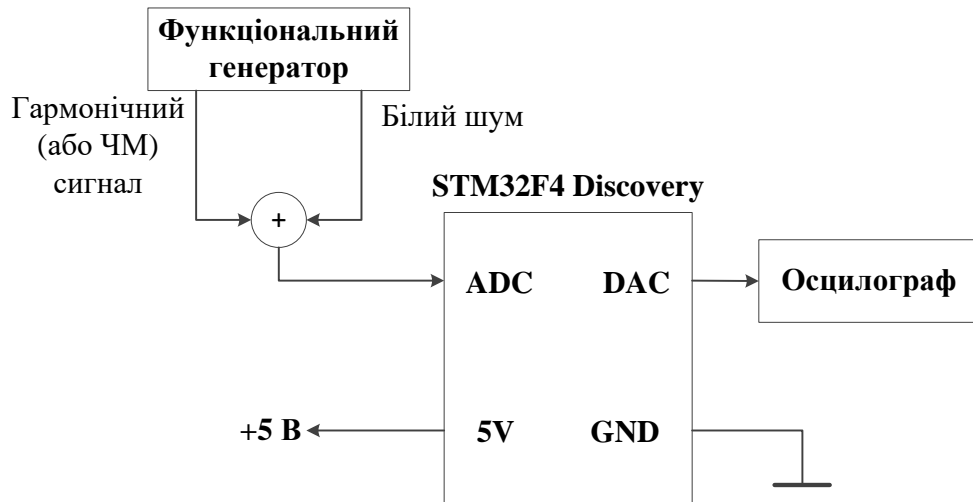 Функціональний
генератор
Гармонічний
(або ЧМ)
сигнал
Білий шум
+
STM32F4 Discovery
ADC
DAC
Осцилограф
+5 В
5V
GND